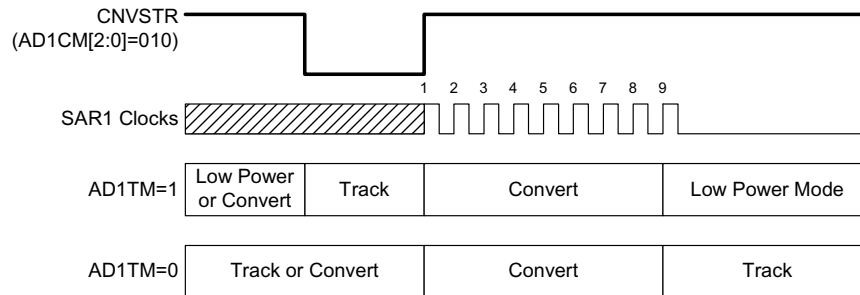 CNVSTR
(AD1CM[2:0]=010)
1 2 3 4 5 6 7 8 9
SAR1 Clocks
AD1TM=1
Low Power
or Convert
Track
Convert
Low Power Mode
AD1TM=0
Track or Convert
Convert
Track